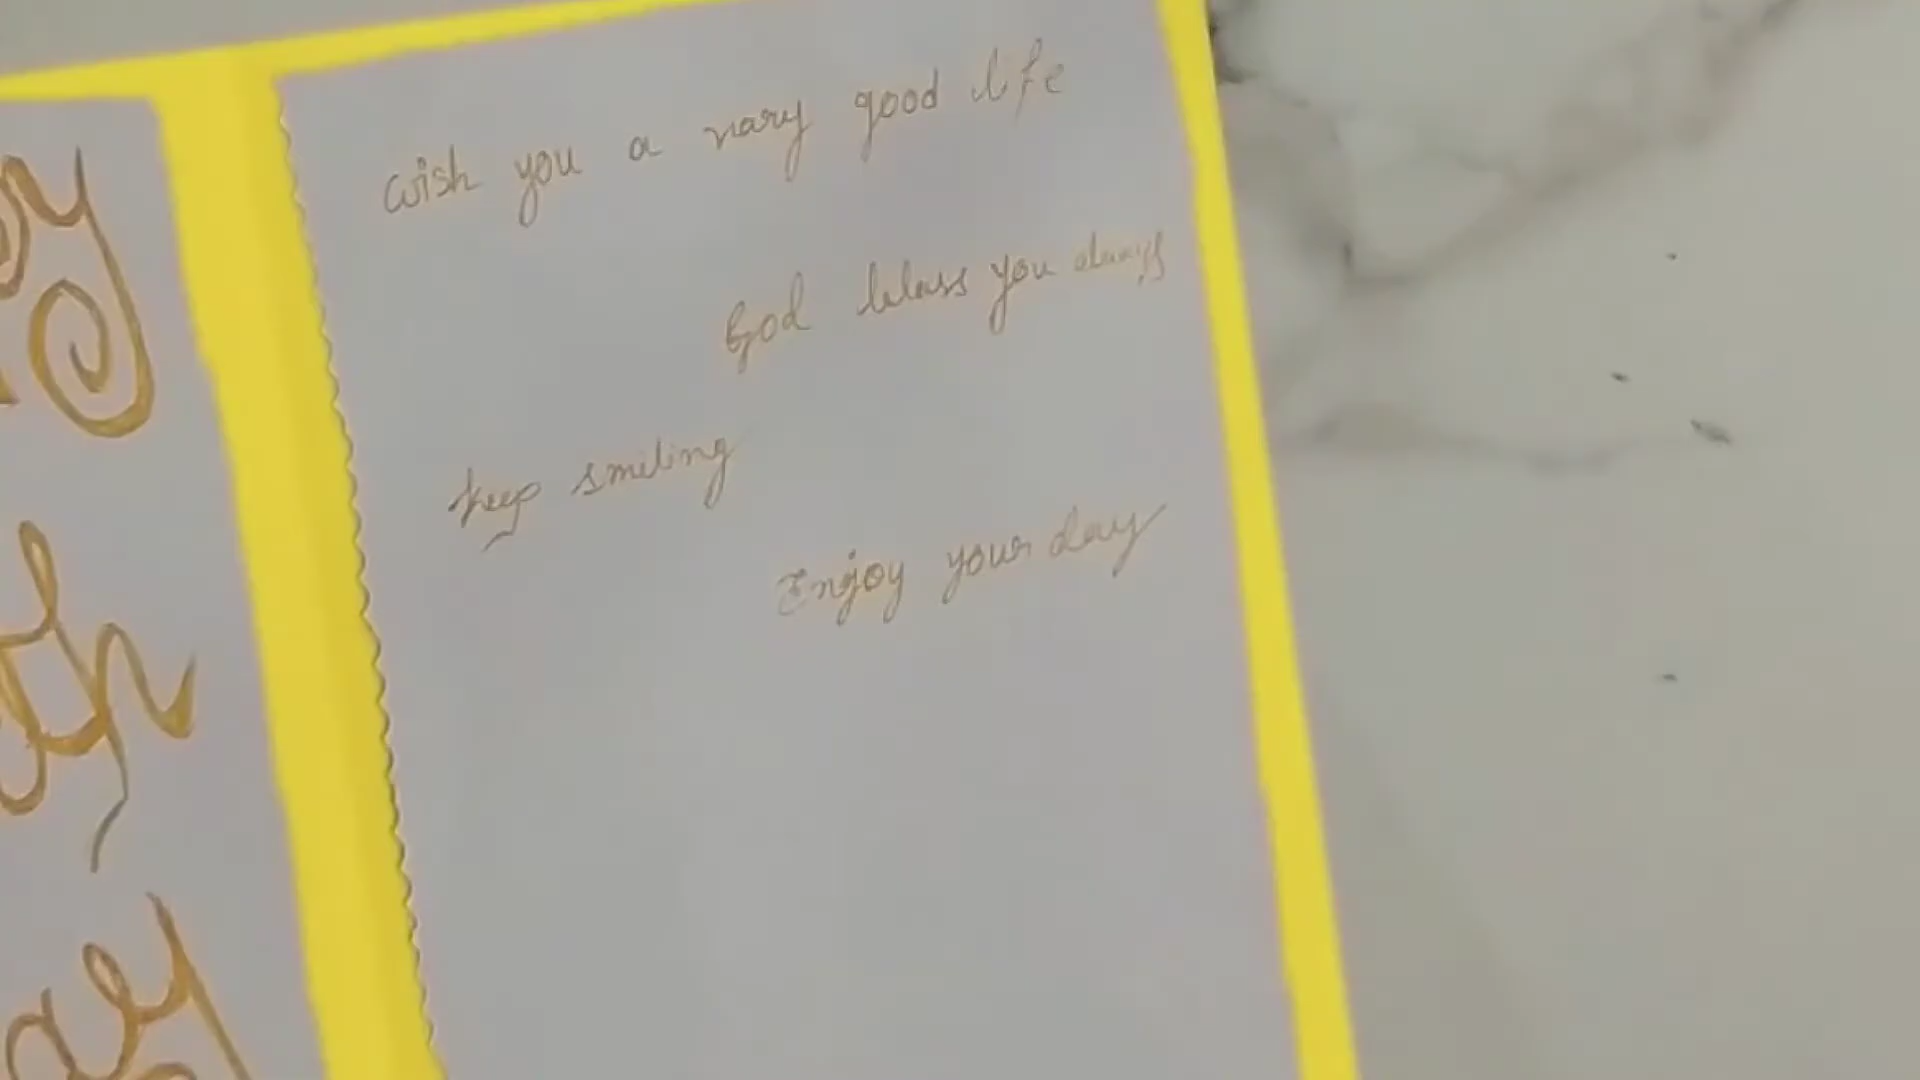 wish you a vary good life
God bless you always
keep smiling
Enjoy your day